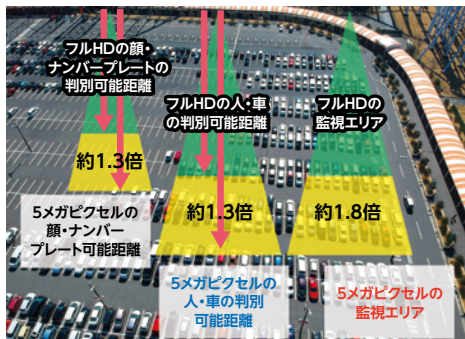 フルHDの顔・
ナンバープレートの
判別可能距離
フルHDの人・車
の判別可能距離
フルHDの
監視エリア
約1.3倍
約1.3倍
約1.8倍
5メガピクセルの
顔・ナンバー
プレート可能距離
5メガピクセルの
人・車の判別
可能距離
5メガピクセルの
監視エリア